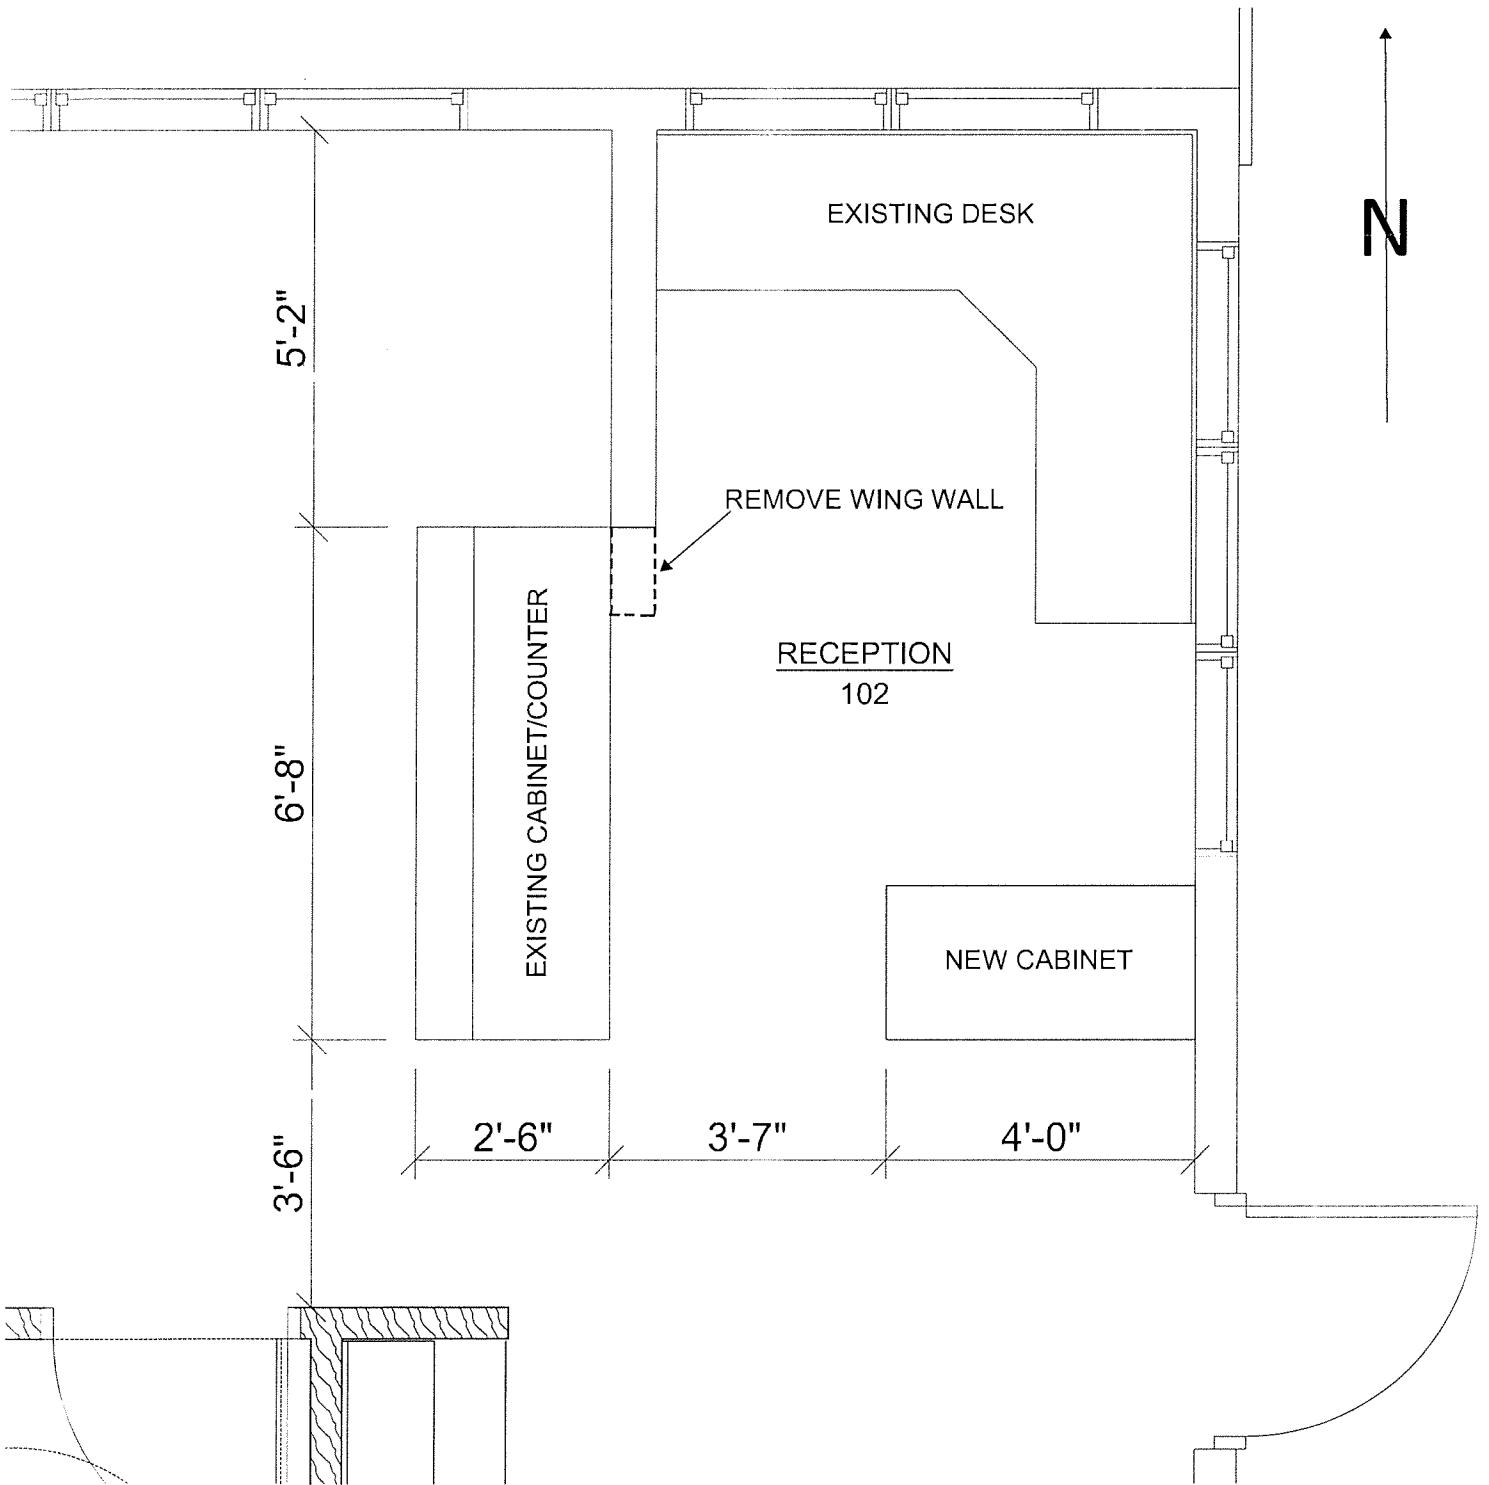 EXISTING DESK
N
5'-2"
REMOVE WING WALL
EXISTING CABINET/COUNTER
RECEPTION
102
6'-8"
NEW CABINET
2'-6"
3'-7"
4'-0"
3'-6"